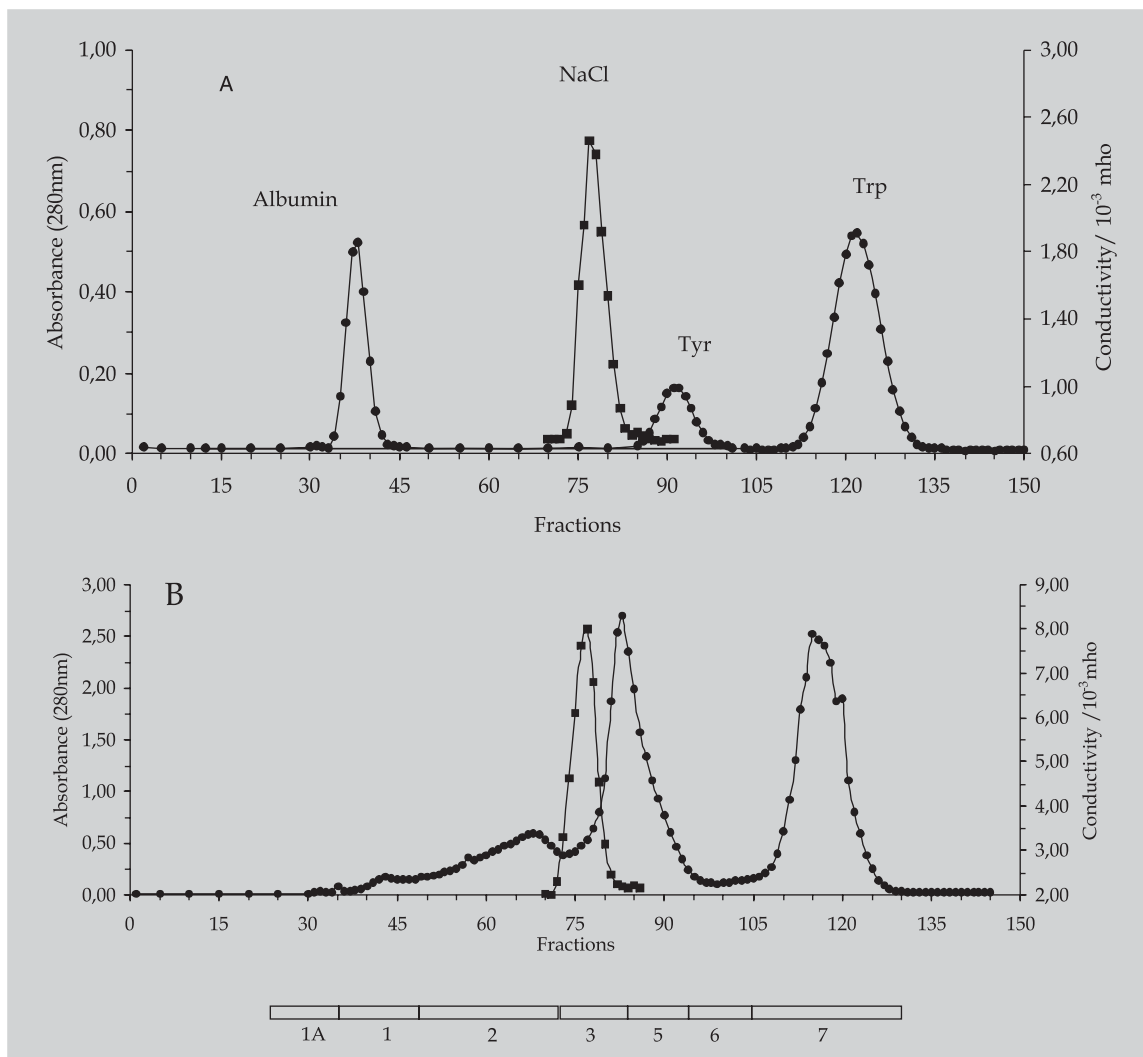 A
Albumin
NaCl
Tyr
Trp
1,00
0,80
0,60
0,40
0,20
0,00
Absorbance (280nm)
3,00
2,60
2,20
1,80
1,40
1,00
0,60
Conductivity/ 10-3 mho
0 15 30 45 60 75 90 105 120 135 150
Fractions
B
3,00
2,50
2,00
1,50
1,00
0,50
0,00
Absorbance (280nm)
9,00
8,00
7,00
6,00
5,00
4,00
3,00
2,00
Conductivity /10-3mho
0 15 30 45 60 75 90 105 120 135 150
Fractions
1A 1 2 3 5 6 7